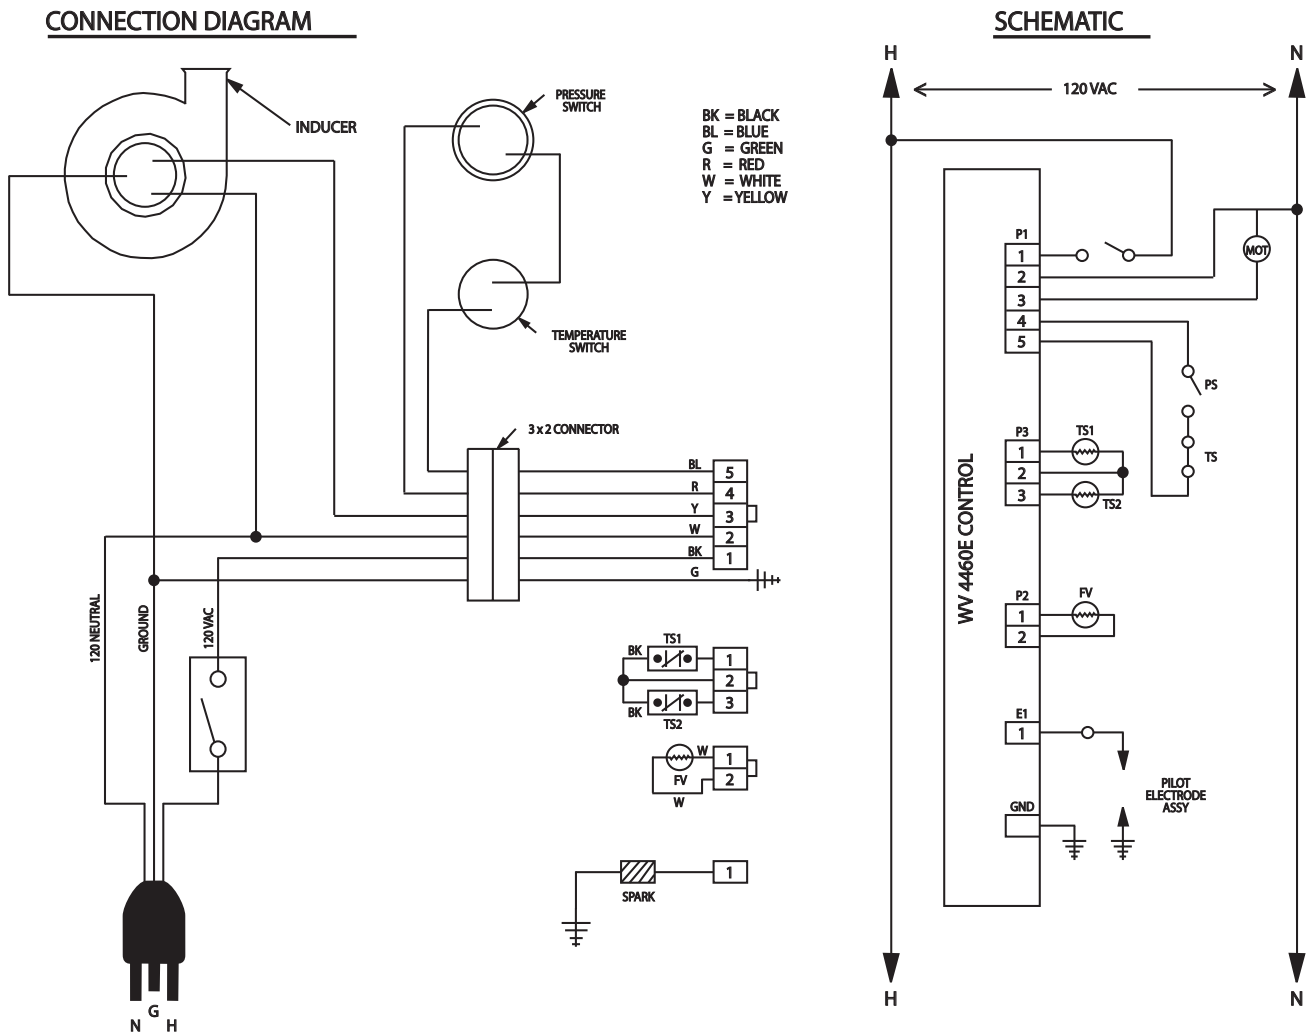 CONNECTION DIAGRAM
INDUCER
PRESSURE
SWITCH
TEMPERATURE
SWITCH
BK = BLACK
BL = BLUE
G = GREEN
R = RED
W = WHITE
Y = YELLOW
3 x 2 CONNECTOR
BL 5
R 4
Y 3
W 2
BK 1
G
120 NEUTRAL
GROUND
120 VAC
N
G
H
TS1
BK
1
2
3
BK
TS2
W
1
FV
2
W
1
SPARK
SCHEMATIC
H
N
120 VAC
WV 4460E CONTROL
P1
1
2
3
4
5
MOT
PS
TS
P3
1
2
3
TS1
TS2
P2
1
2
FV
E1
1
PILOT
ELECTRODE
ASSY
GND
H
N